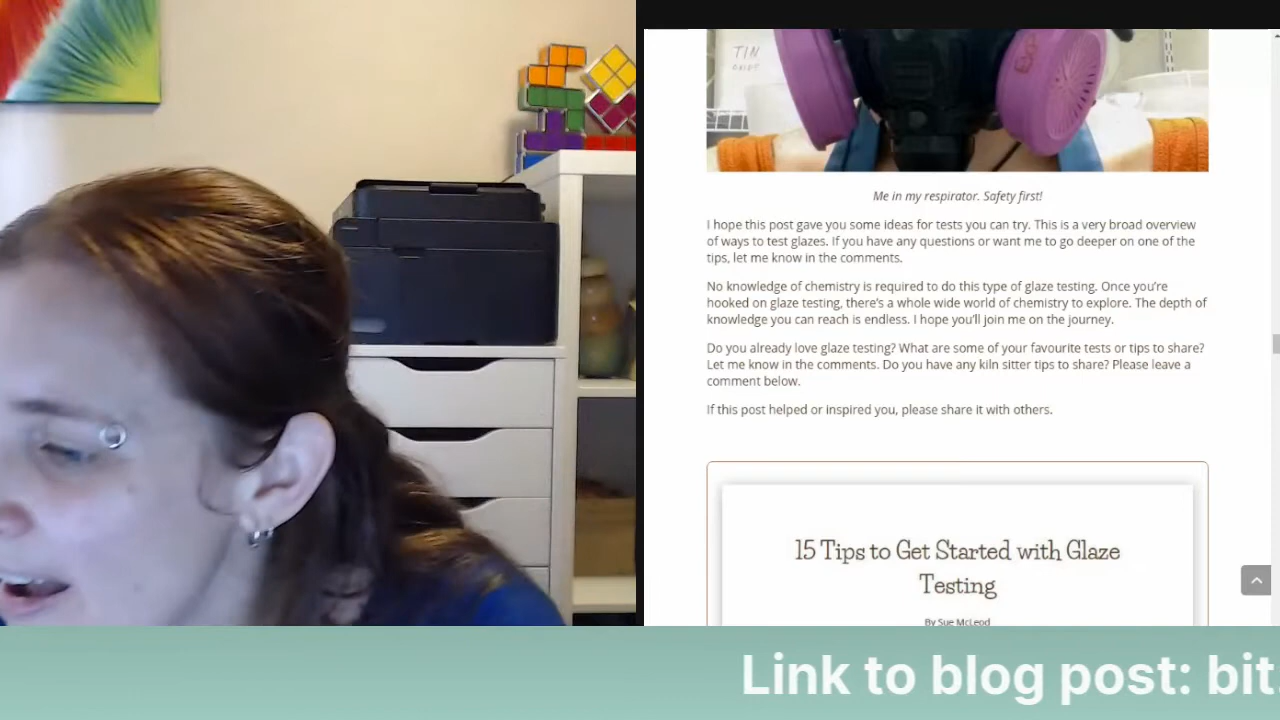 TIN
Me in my respirator. Safety first!
I hope this post gave you some ideas for tests you can try. This is a very broad overview
of ways to test glazes. If you have any questions or want me to go deeper on one of the
tips, let me know in the comments.
No knowledge of chemistry is required to do this type of glaze testing. Once you're
hooked on glaze testing, there's a whole wide world of chemistry to explore. The depth of
knowledge you can reach is endless. I hope you'll join me on the journey.
Do you already love glaze testing? What are some of your favourite tests or tips to share?
Let me know in the comments. Do you have any kiln sitter tips to share? Please leave a
comment below.
If this post helped or inspired you, please share it with others.
15 Tips to Get Started with Glaze
Testing
By Sue McLeod
Link to blog post: bit.